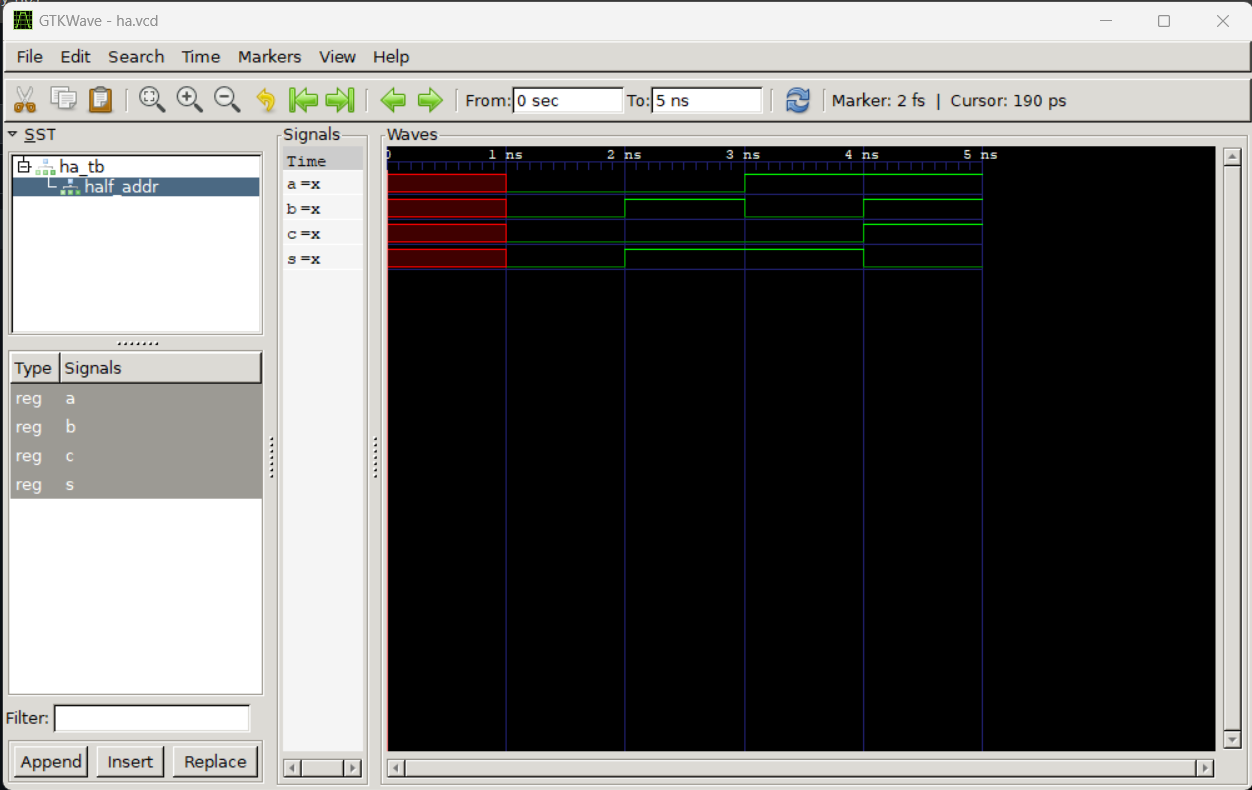 GTKWave - ha.vcd
File Edit Search Time Markers View Help
From: 0 sec To: 5 ns Marker: 2 fs | Cursor: 190 ps
SST
ha_tb
half_addr
Type Signals
reg a
reg b
reg c
reg s
Filter:
Append Insert Replace
Signals
Time
a =x
b =x
c =x
s =x
Waves
0 1 ns 2 ns 3 ns 4 ns 5 ns